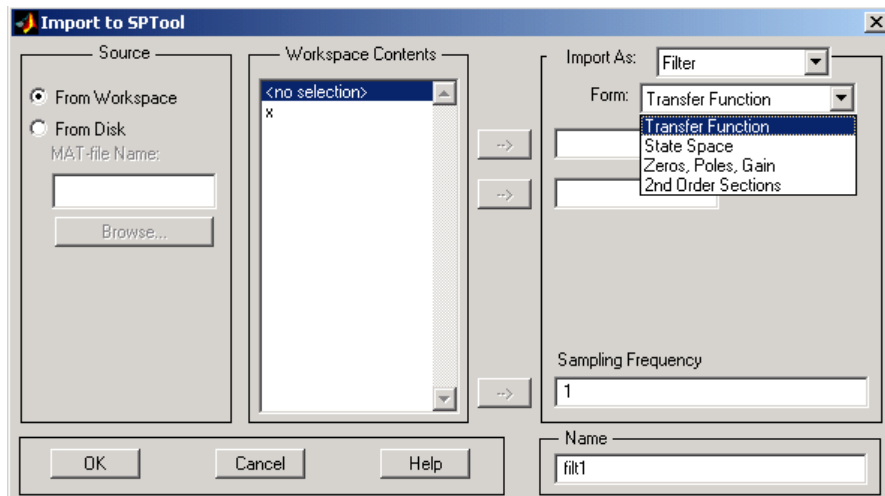 Import to SPTool
Source
From Workspace
From Disk
MAT-file Name:
Browse...
Workspace Contents
<no selection>
x
-->
-->
-->
Import As:
Filter
Form:
Transfer Function
Transfer Function
State Space
Zeros, Poles, Gain
2nd Order Sections
Sampling Frequency
1
OK
Cancel
Help
Name
filt1